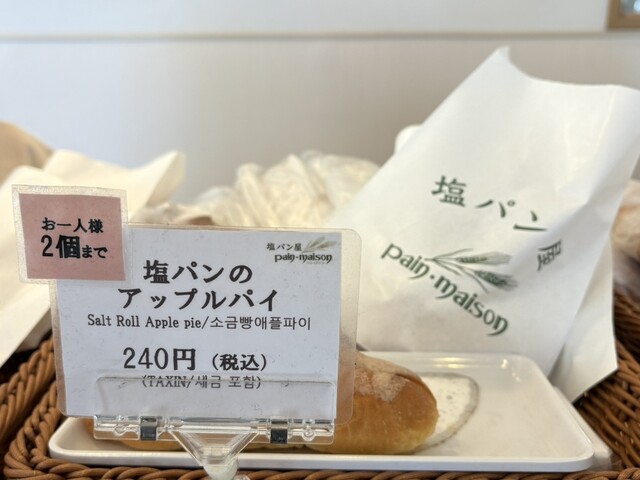 お一人様
2個まで
塩パン屋
pain·maison
塩パンの
アップルパイ
Salt Roll Apple pie/소금빵애플파이
240円（税込）
(TAXIN/세금 포함)
塩パン屋
pain·maison